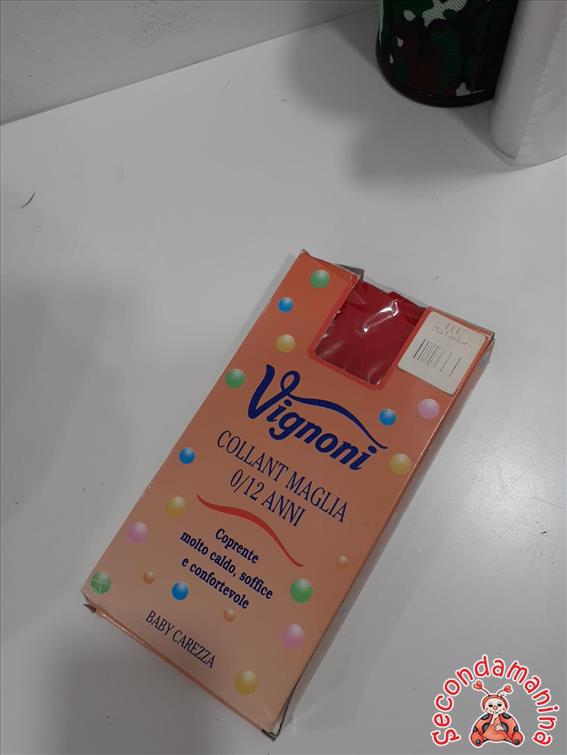 Vignoni
COLLANT MAGLIA
0/12 ANNI
Coprente
molto caldo, soffice
e confortevole
BABY CAREZZA
Secondamanina